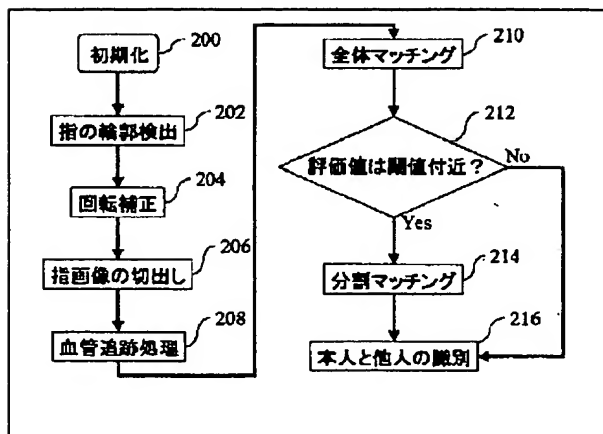 初期化
200
指の輪郭検出
202
回転補正
204
指画像の切出し
206
血管追跡処理
208
全体マッチング
210
評価値は閾値付近?
212
No
Yes
分割マッチング
214
本人と他人の識別
216